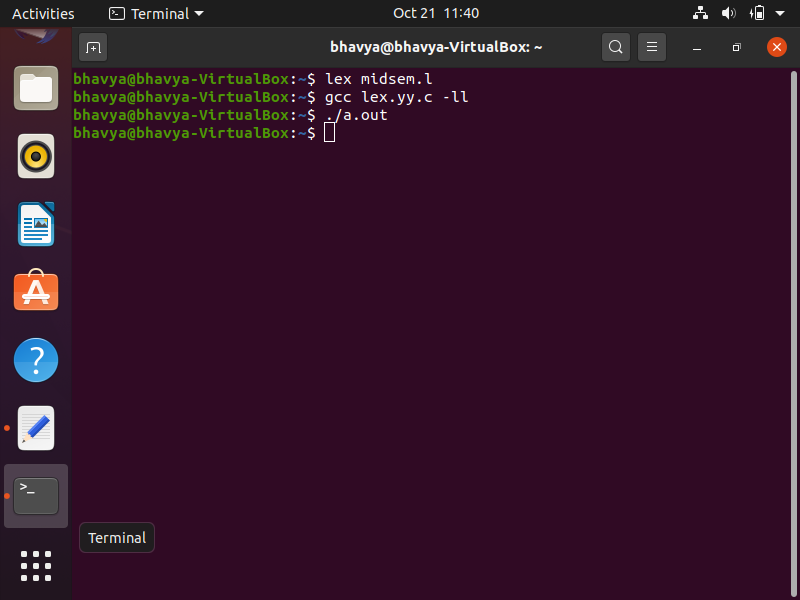 Activities
Terminal
Oct 21 11:40
bhavya@bhavya-VirtualBox: ~
bhavya@bhavya-VirtualBox:~$ lex midsem.l
bhavya@bhavya-VirtualBox:~$ gcc lex.yy.c -ll
bhavya@bhavya-VirtualBox:~$ ./a.out
bhavya@bhavya-VirtualBox:~$
Terminal